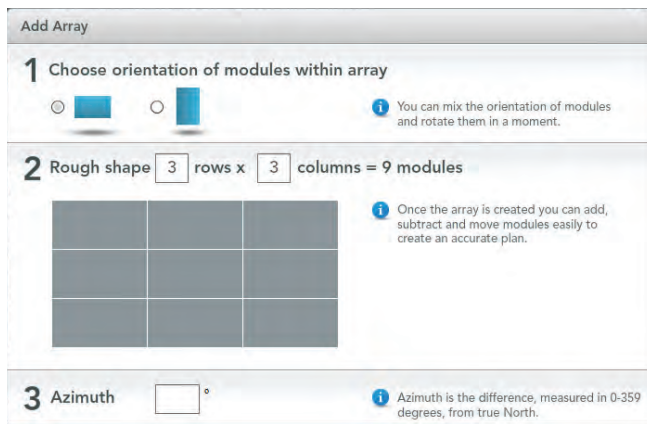 Add Array
1 Choose orientation of modules within array
You can mix the orientation of modules
and rotate them in a moment.
2 Rough shape 3 rows x 3 columns = 9 modules
Once the array is created you can add,
subtract and move modules easily to
create an accurate plan.
3 Azimuth °
Azimuth is the difference, measured in 0-359
degrees, from true North.